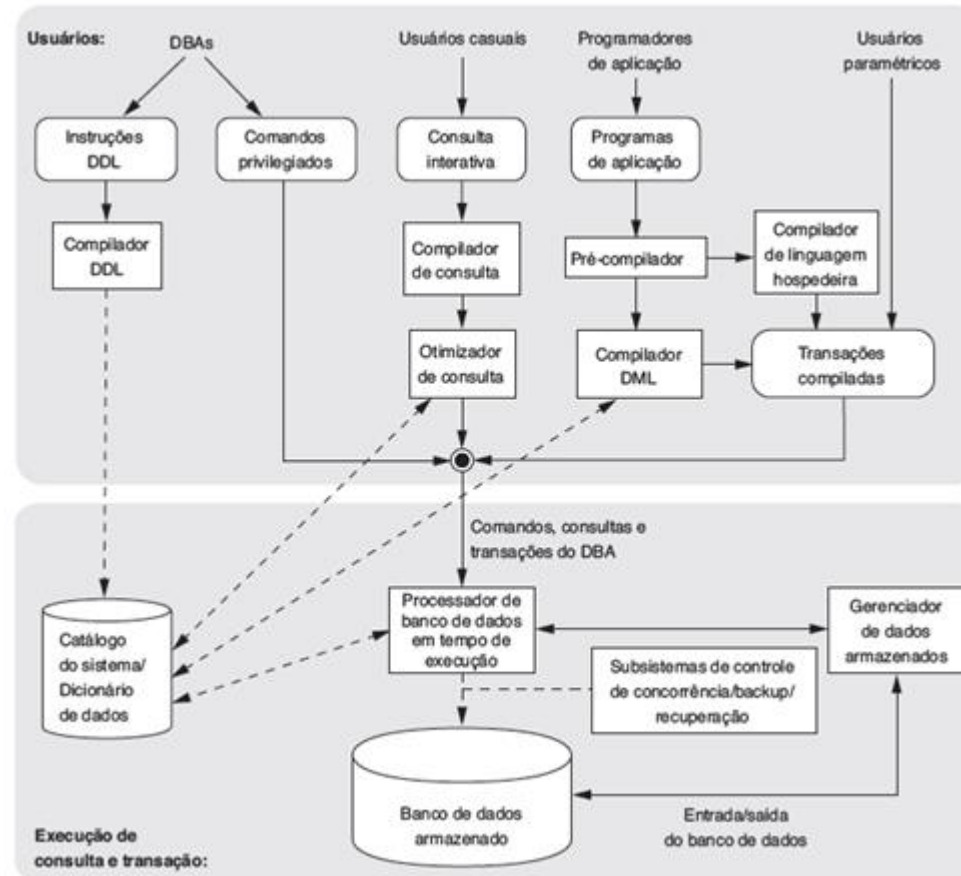 Usuários:
DBAs
Usuários casuais
Programadores
de aplicação
Usuários
paramétricos
Instruções
DDL
Comandos
privilegiados
Consulta
interativa
Programas
de aplicação
Compilador
DDL
Compilador
de consulta
Pré-compilador
Compilador
de linguagem
hospedeira
Otimizador
de consulta
Compilador
DML
Transações
compiladas
Comandos, consultas e
transações do DBA
Catálogo
do sistema/
Dicionário
de dados
Processador de
banco de dados
em tempo de
execução
Gerenciador
de dados
armazenados
Subsistemas de controle
de concorrência/backup/
recuperação
Banco de dados
armazenado
Entrada/saída
do banco de dados
Execução de
consulta e transação: